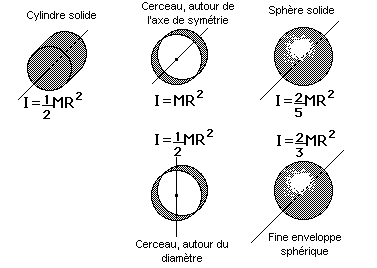 Cylindre solide
I = 1/2 MR²
Cerceau, autour de
l'axe de symétrie
I = MR²
Sphère solide
I = 2/5 MR²
I = 1/2 MR²
Cerceau, autour du
diamètre
I = 2/3 MR²
Fine enveloppe
sphérique